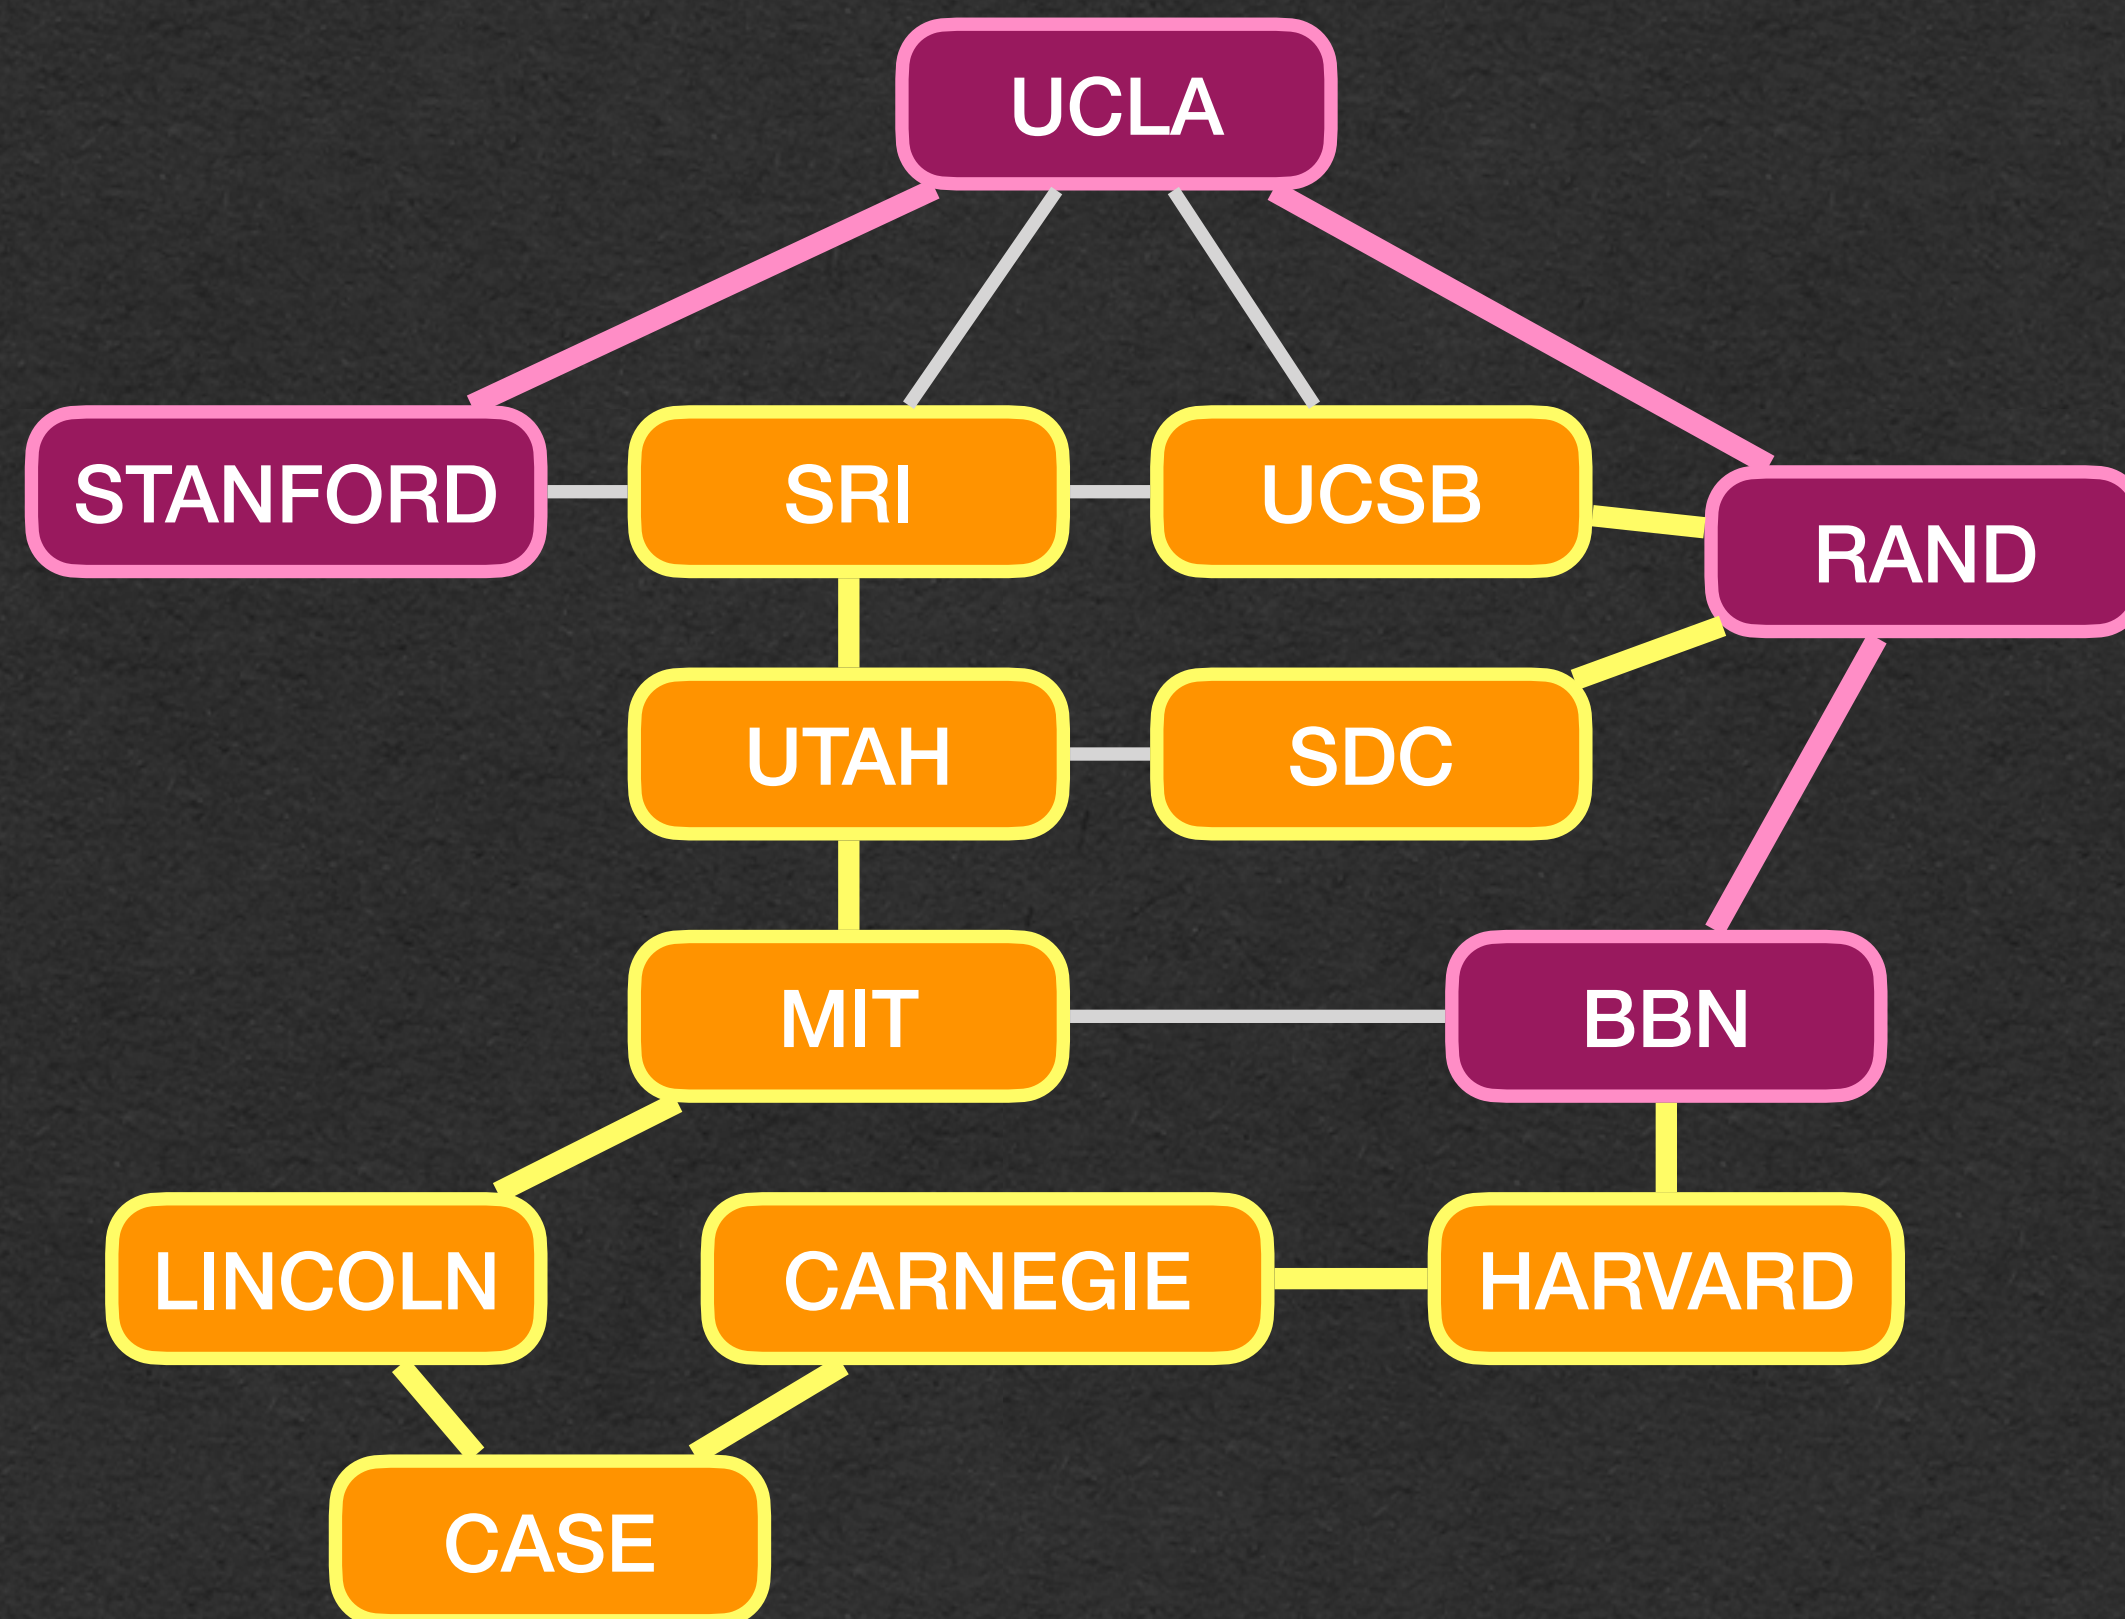 UCLA
STANFORD
SRI
UCSB
RAND
UTAH
SDC
MIT
BBN
LINCOLN
CARNEGIE
HARVARD
CASE